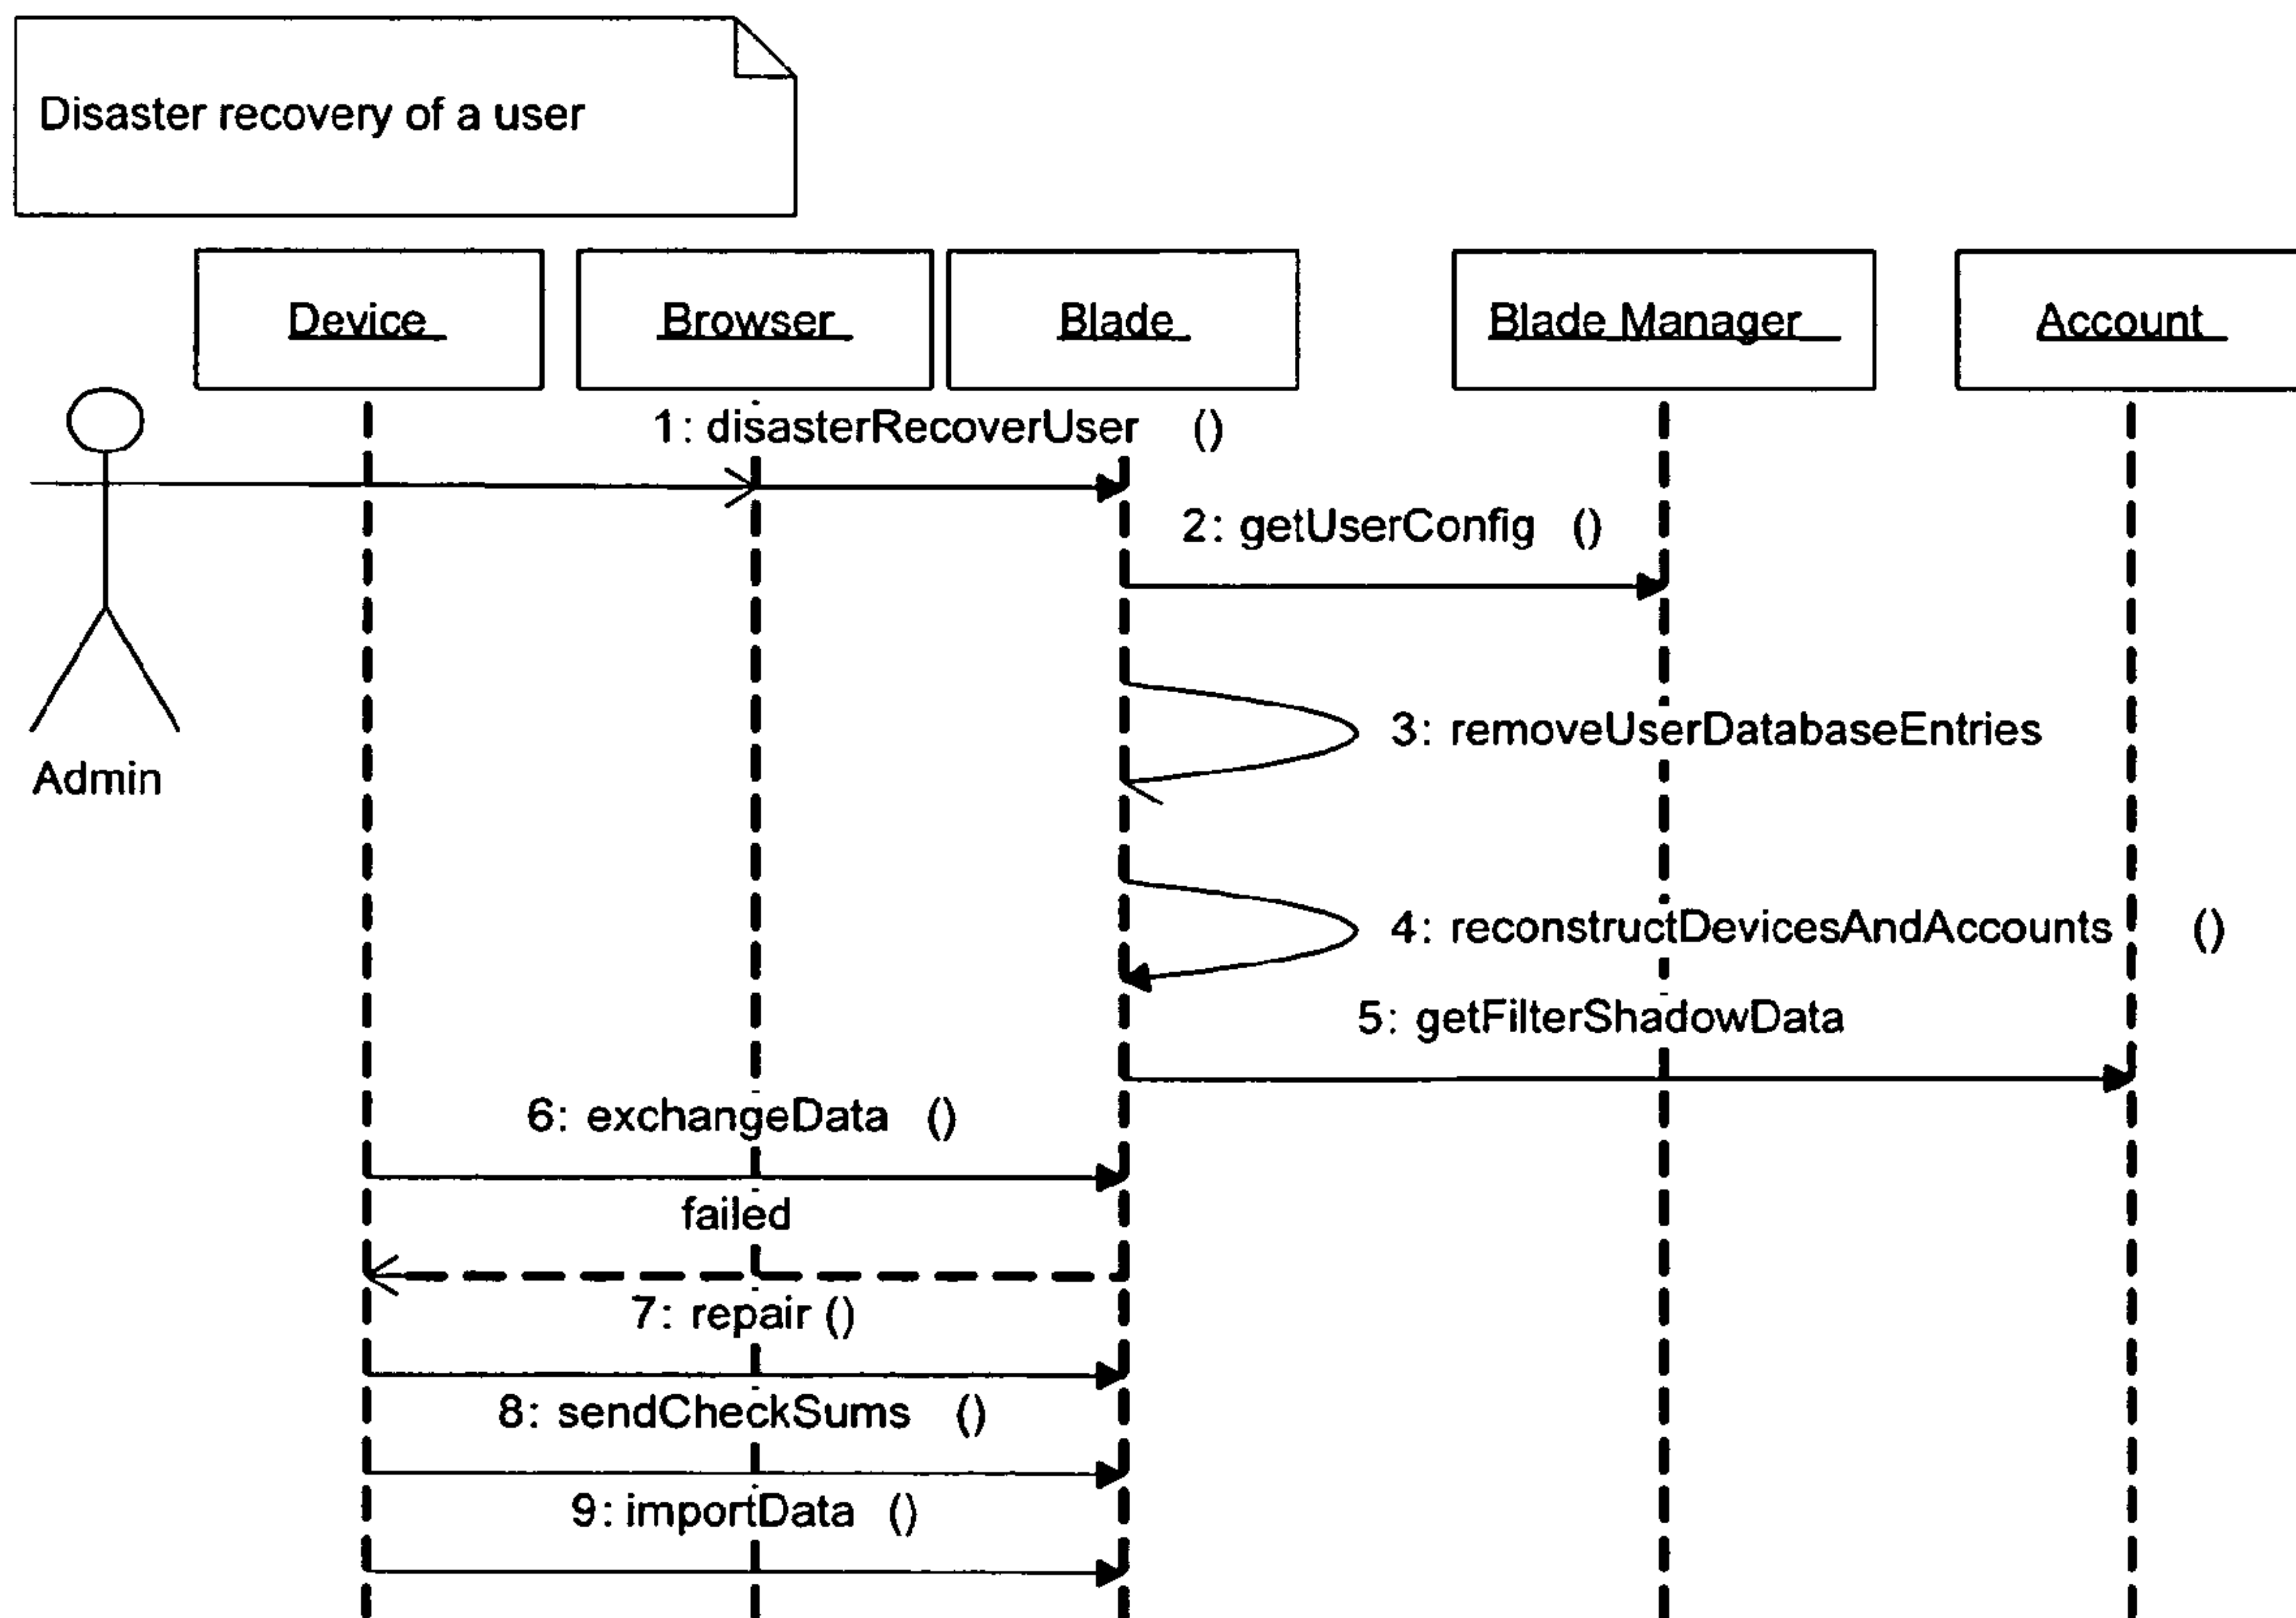 Disaster recovery of a user
Device
Browser
Blade
Blade Manager
Account
1: disasterRecoverUser ()
2: getUserConfig ()
3: removeUserDatabaseEntries
Admin
4: reconstructDevicesAndAccounts ()
5: getFilterShadowData
6: exchangeData ()
failed
7: repair ()
8: sendCheckSums ()
9: importData ()